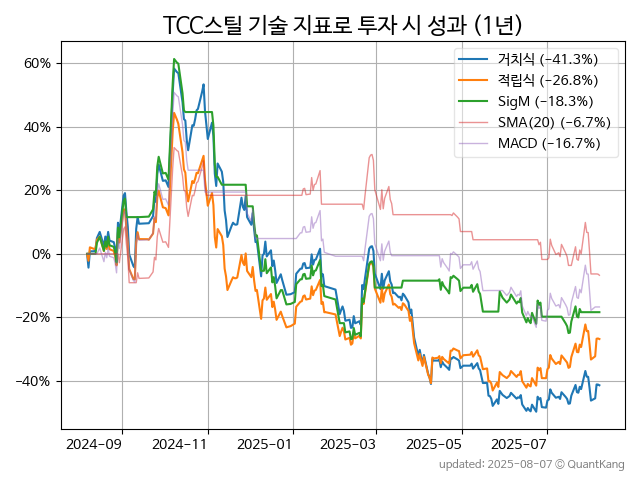 TCC스틸 기술 지표로 투자 시 성과 (1년)
60%
40%
20%
0%
−20%
−40%
거치식 (−41.3%)
적립식 (−26.8%)
SigM (−18.3%)
SMA(20) (−6.7%)
MACD (−16.7%)
2024-09 2024-11 2025-01 2025-03 2025-05 2025-07
updated: 2025-08-07 © QuantKang